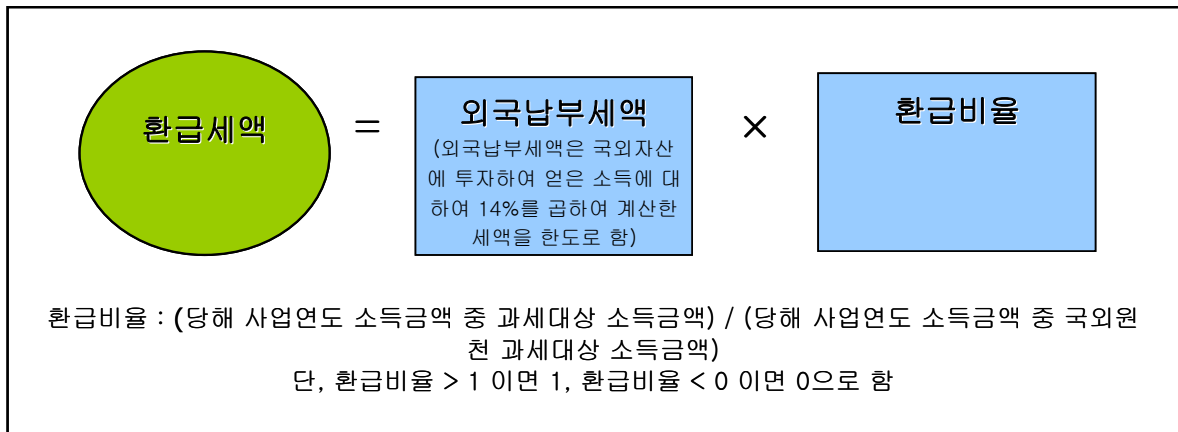 환급세액
=
외국납부세액
(외국납부세액은 국외자산
에 투자하여 얻은 소득에 대
하여 14%를 곱하여 계산한
세액을 한도로 함)
×
환급비율
환급비율 : (당해 사업연도 소득금액 중 과세대상 소득금액) / (당해 사업연도 소득금액 중 국외원
천 과세대상 소득금액)
단, 환급비율 > 1 이면 1, 환급비율 < 0 이면 0으로 함